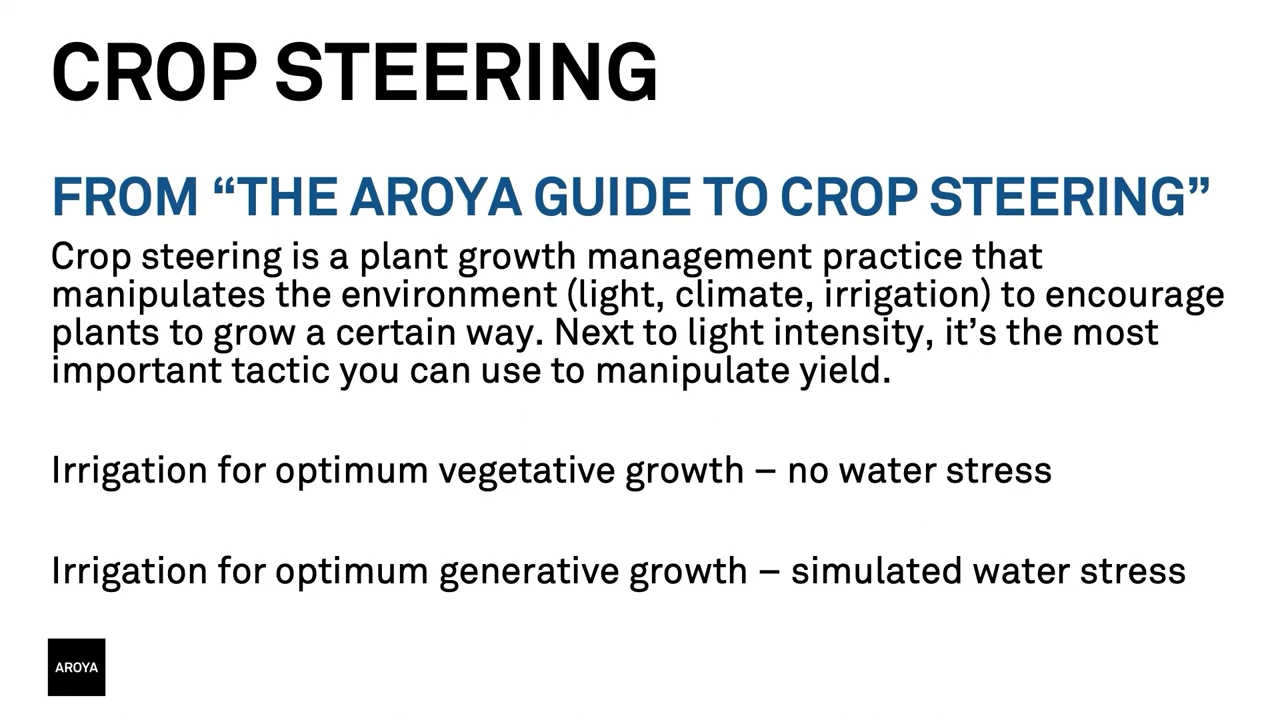 CROP STEERING
FROM “THE AROYA GUIDE TO CROP STEERING”
Crop steering is a plant growth management practice that
manipulates the environment (light, climate, irrigation) to encourage
plants to grow a certain way. Next to light intensity, it’s the most
important tactic you can use to manipulate yield.
Irrigation for optimum vegetative growth – no water stress
Irrigation for optimum generative growth – simulated water stress
AROYA